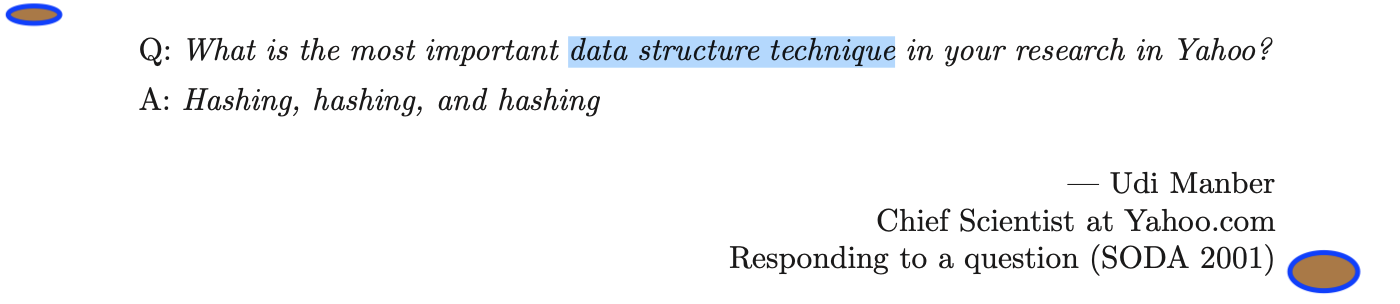 Q: What is the most important data structure technique in your research in Yahoo?
A: Hashing, hashing, and hashing
— Udi Manber
Chief Scientist at Yahoo.com
Responding to a question (SODA 2001)